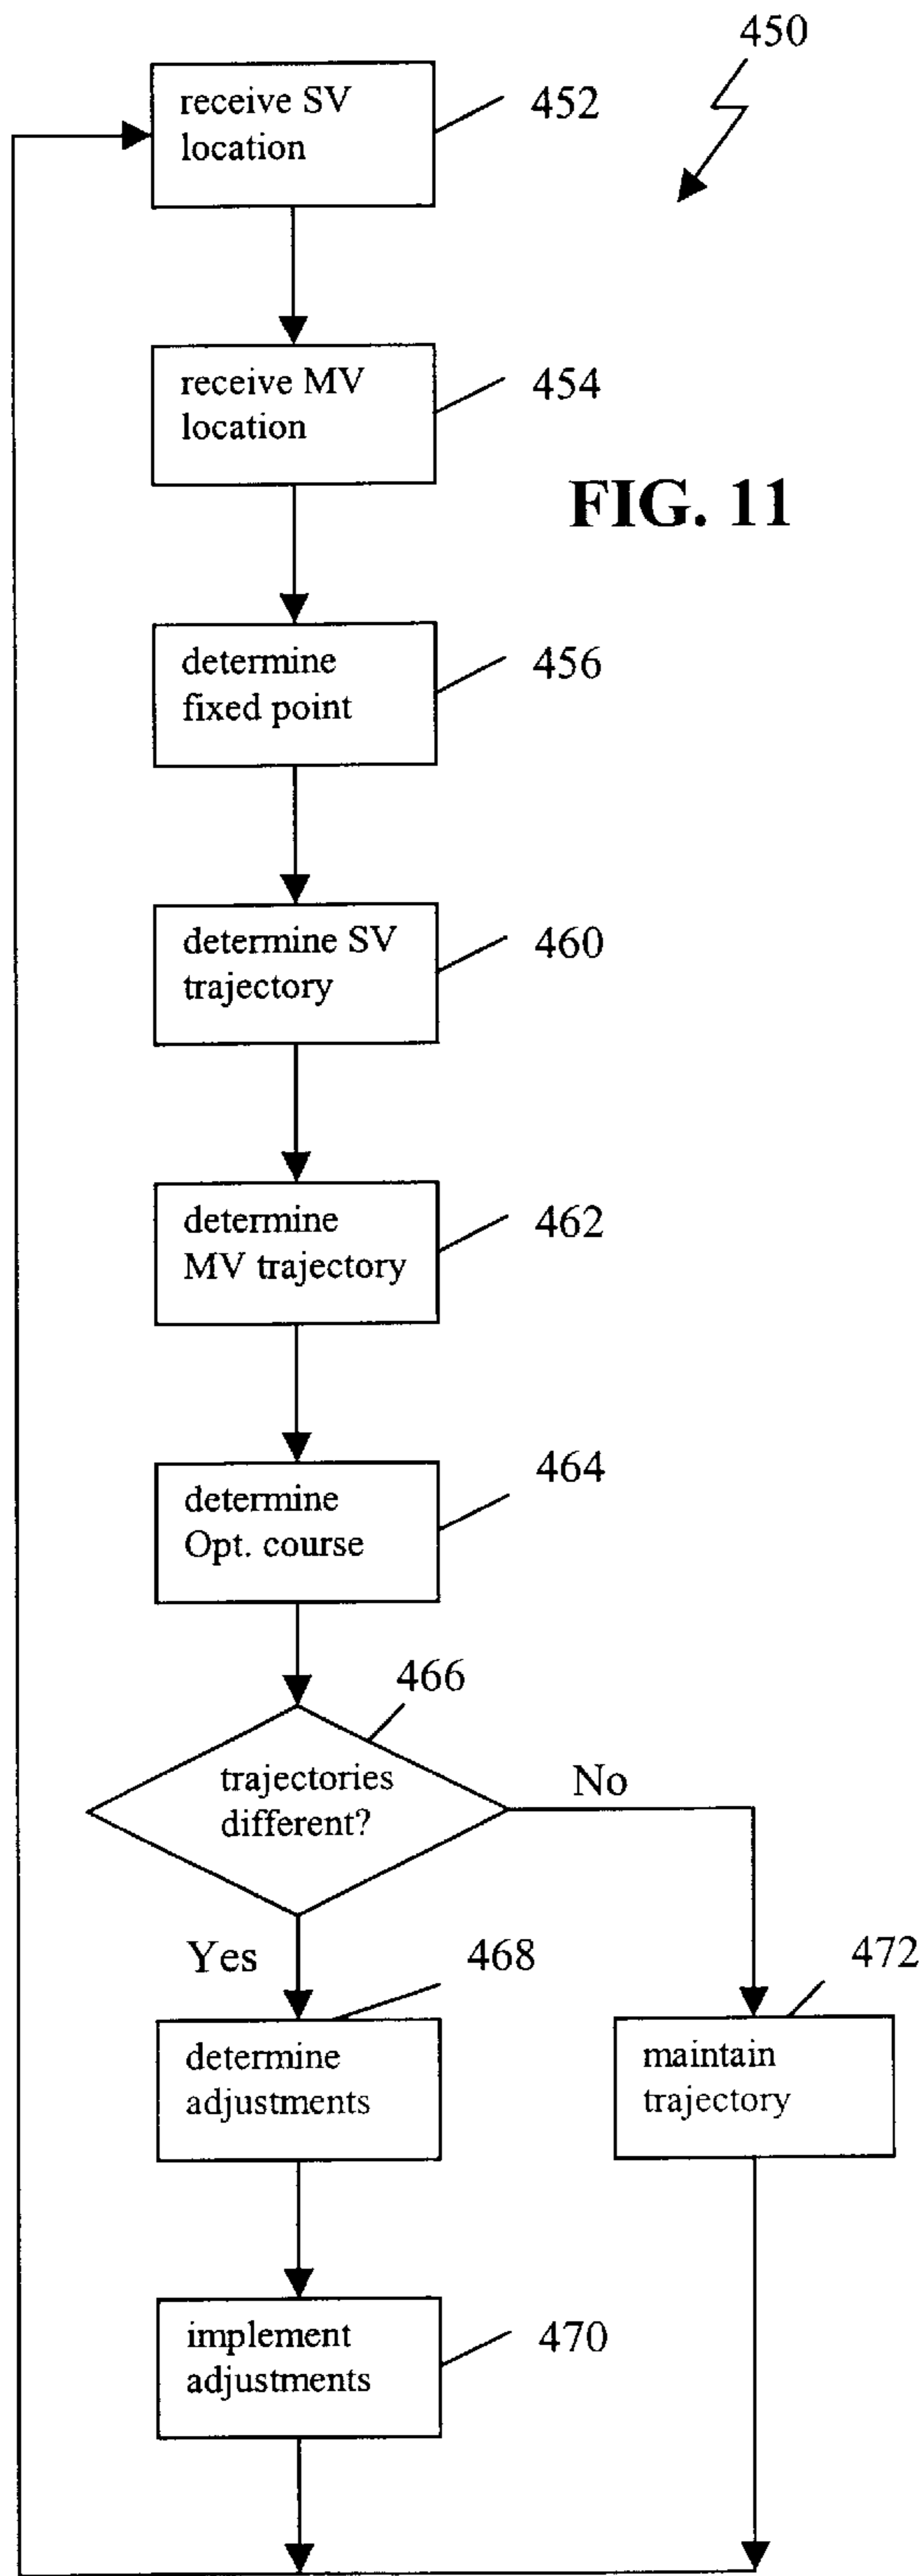 450
receive SV
location
452
receive MV
location
454
FIG. 11
determine
fixed point
456
determine SV
trajectory
460
determine
MV trajectory
462
determine
Opt. course
464
466
trajectories
different?
No
Yes
468
472
determine
adjustments
maintain
trajectory
implement
adjustments
470